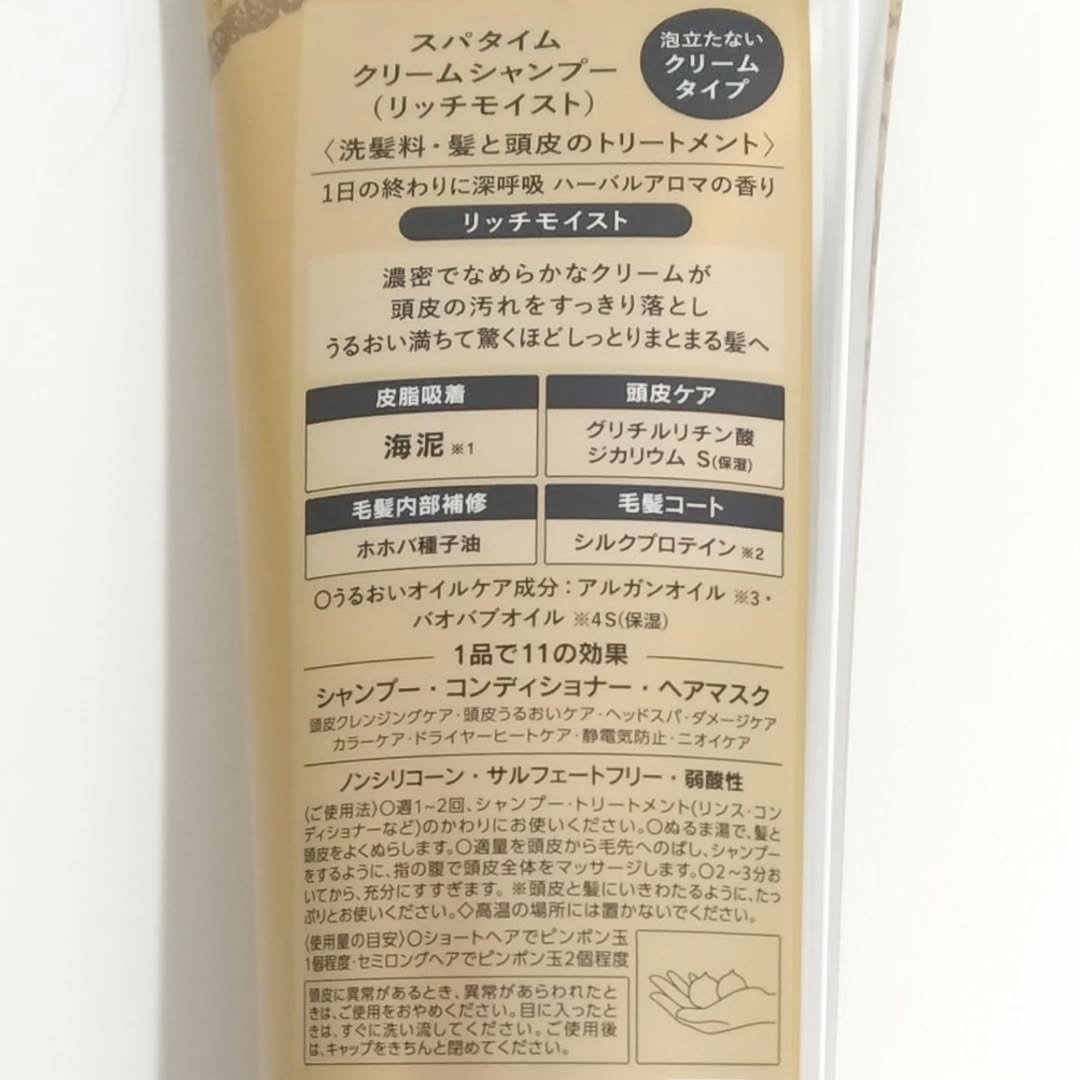 スパタイム
クリームシャンプー
(リッチモイスト)
泡立たない
クリーム
タイプ
〈洗髪料・髪と頭皮のトリートメント〉
1日の終わりに深呼吸 ハーバルアロマの香り
リッチモイスト
濃密でなめらかなクリームが
頭皮の汚れをすっきり落とし
うるおい満ちて驚くほどしっとりまとまる髪へ
皮脂吸着
海泥※1
頭皮ケア
グリチルリチン酸
ジカリウム S(保湿)
毛髪内部補修
ホホバ種子油
毛髪コート
シルクプロテイン※2
○うるおいオイルケア成分：アルガンオイル ※3・
バオバブオイル ※4S(保湿)
1品で11の効果
シャンプー・コンディショナー・ヘアマスク
頭皮クレンジングケア・頭皮うるおいケア・ヘッドスパ・ダメージケア
カラーケア・ドライヤーヒートケア・静電気防止・ニオイケア
ノンシリコーン・サルフェートフリー・弱酸性
〈ご使用法〉○週1~2回、シャンプー・トリートメント(リンス・コン
ディショナーなど)のかわりにお使いください。○ぬるま湯で、髪と
頭皮をよくぬらします。○適量を頭皮から毛先へのばし、シャンプー
をするように、指の腹で頭皮全体をマッサージします。○2~3分お
いてから、充分にすすぎます。※頭皮と髪にいきわたるように、たっ
ぷりとお使いください。◇高温の場所には置かないでください。
〈使用量の目安〉○ショートヘアでピンポン玉
1個程度・セミロングヘアでピンポン玉2個程度
頭皮に異常があるとき、異常があらわれたと
きは、ご使用をおやめください。目に入ったと
きは、すぐに洗い流してください。ご使用後
は、キャップをきちんと閉めてください。